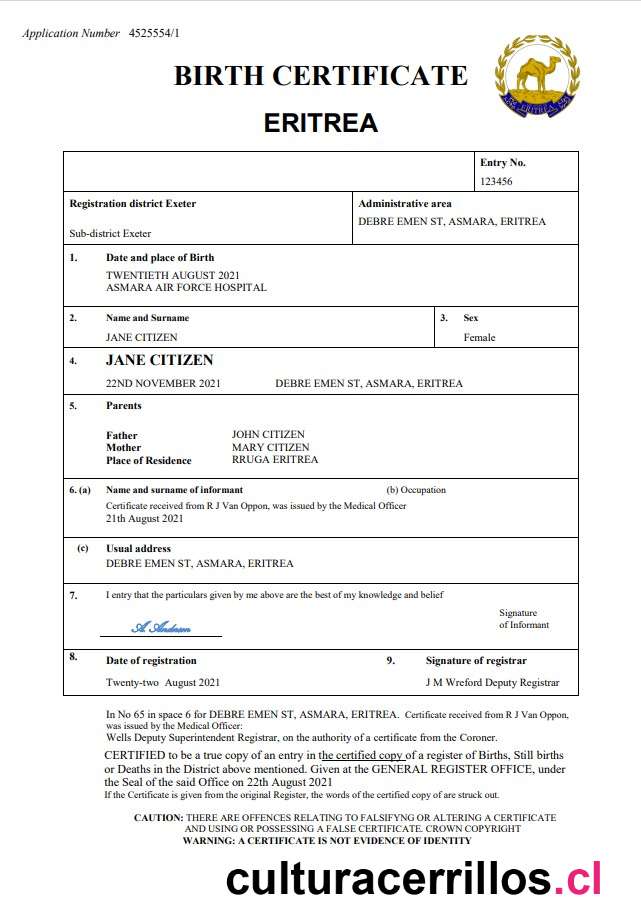 Application Number 4525554/1
BIRTH CERTIFICATE
ERITREA
ERITREA
Entry No.
123456
Registration district Exeter
Sub-district Exeter
Administrative area
DEBRE EMEN ST, ASMARA, ERITREA
1. Date and place of Birth
TWENTIETH AUGUST 2021
ASMARA AIR FORCE HOSPITAL
2. Name and Surname
JANE CITIZEN
3. Sex
Female
4. JANE CITIZEN
22ND NOVEMBER 2021 DEBRE EMEN ST, ASMARA, ERITREA
5. Parents
Father JOHN CITIZEN
Mother MARY CITIZEN
Place of Residence RRUGA ERITREA
6. (a) Name and surname of informant (b) Occupation
Certificate received from R J Van Oppon, was issued by the Medical Officer
21th August 2021
(c) Usual address
DEBRE EMEN ST, ASMARA, ERITREA
7. I entry that the particulars given by me above are the best of my knowledge and belief
A. Anderson
Signature
of Informant
8. Date of registration 9. Signature of registrar
Twenty-two August 2021 J M Wreford Deputy Registrar
In No 65 in space 6 for DEBRE EMEN ST, ASMARA, ERITREA. Certificate received from R J Van Oppon,
was issued by the Medical Officer:
Wells Deputy Superintendent Registrar, on the authority of a certificate from the Coroner.
CERTIFIED to be a true copy of an entry in the certified copy of a register of Births, Still births
or Deaths in the District above mentioned. Given at the GENERAL REGISTER OFFICE, under
the Seal of the said Office on 22th August 2021
If the Certificate is given from the original Register, the words of the certified copy of are struck out.
CAUTION: THERE ARE OFFENCES RELATING TO FALSIFYNG OR ALTERING A CERTIFICATE
AND USING OR POSSESSING A FALSE CERTIFICATE. CROWN COPYRIGHT
WARNING: A CERTIFICATE IS NOT EVIDENCE OF IDENTITY
culturacerrillos.cl